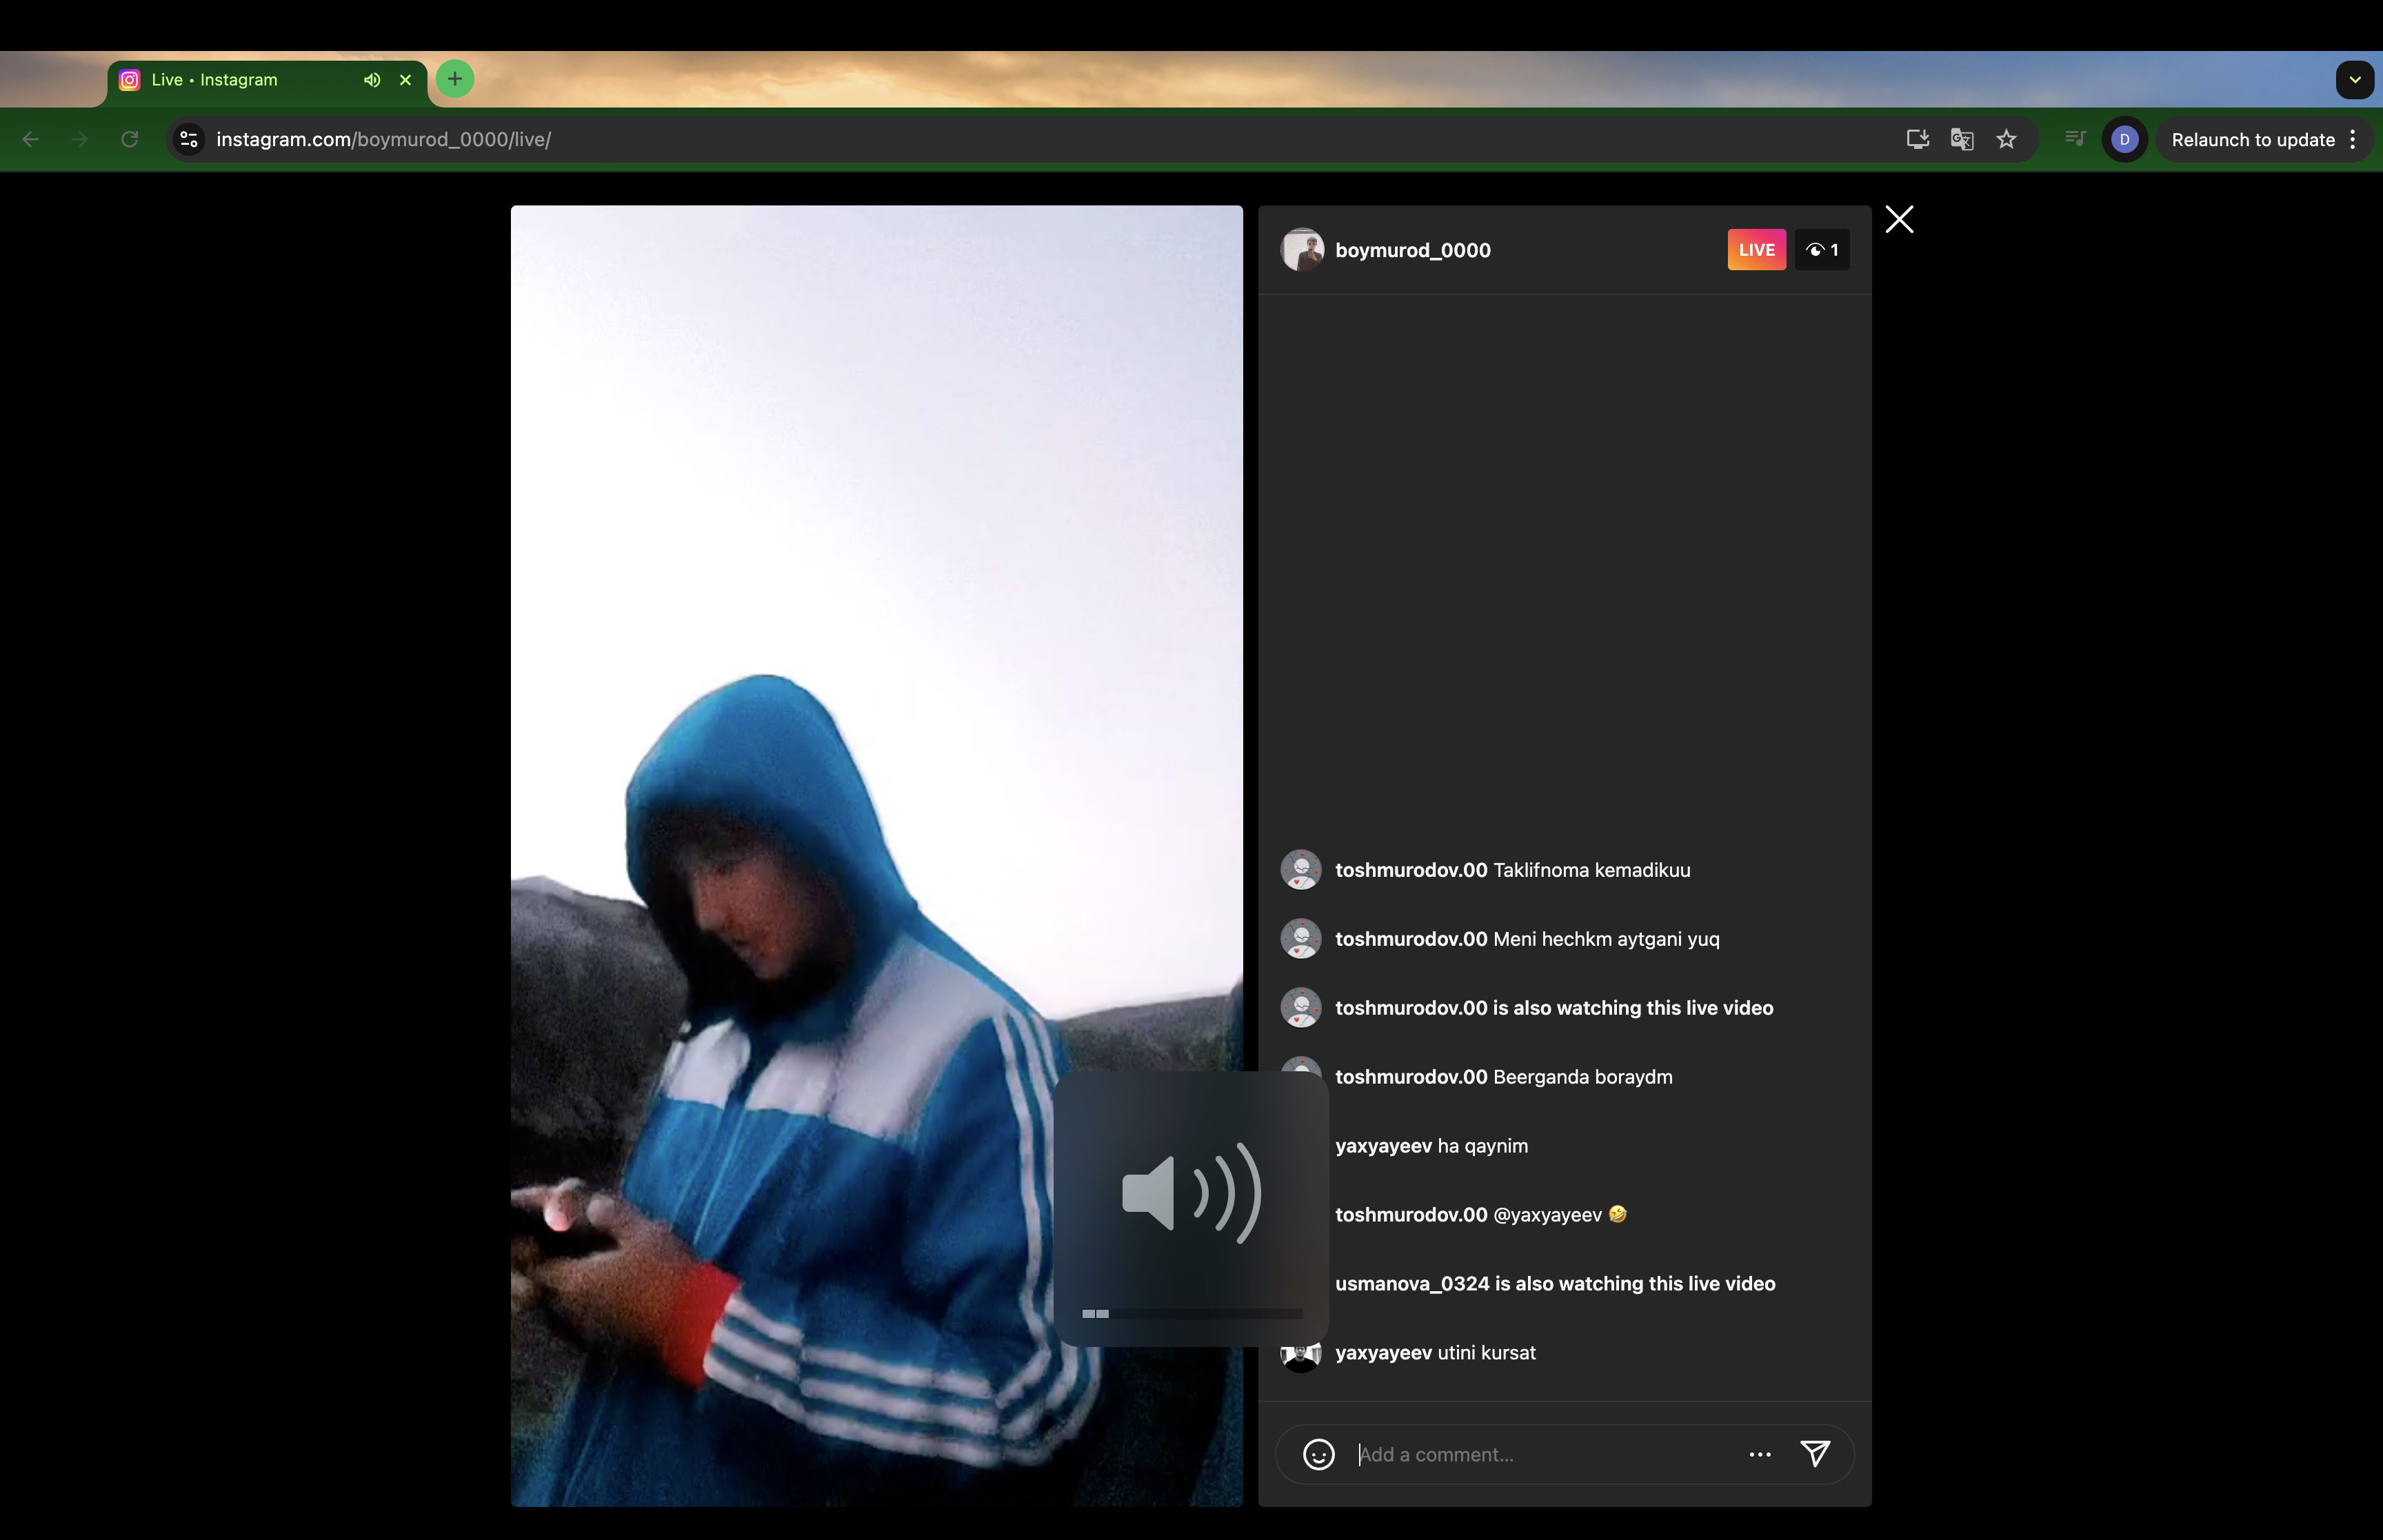 Live • Instagram
instagram.com/boymurod_0000/live/
D
Relaunch to update
boymurod_0000
LIVE
1
toshmurodov.00 Taklifnoma kemadikuu
toshmurodov.00 Meni hechkm aytgani yuq
toshmurodov.00 is also watching this live video
toshmurodov.00 Beerganda boraydm
yaxyayeev ha qaynim
toshmurodov.00 @yaxyayeev 🤣
usmanova_0324 is also watching this live video
yaxyayeev utini kursat
Add a comment...